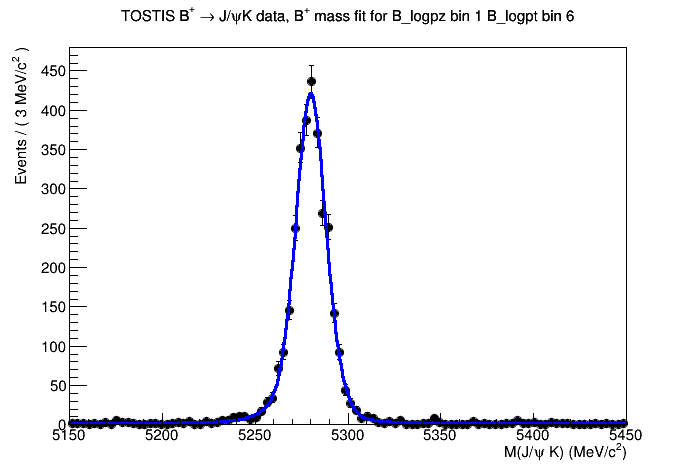 TOSTIS B⁺ → J/ψK data, B⁺ mass fit for B_logpz bin 1 B_logpt bin 6
Events / ( 3 MeV/c² )
450
400
350
300
250
200
150
100
50
0
5150 5200 5250 5300 5350 5400 5450
M(J/ψ K) (MeV/c²)